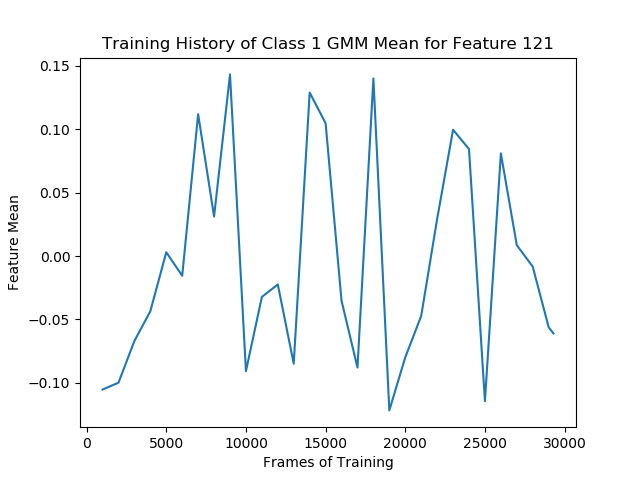 Training History of Class 1 GMM Mean for Feature 121
0.15
0.10
0.05
0.00
−0.05
−0.10
Feature Mean
0 5000 10000 15000 20000 25000 30000
Frames of Training